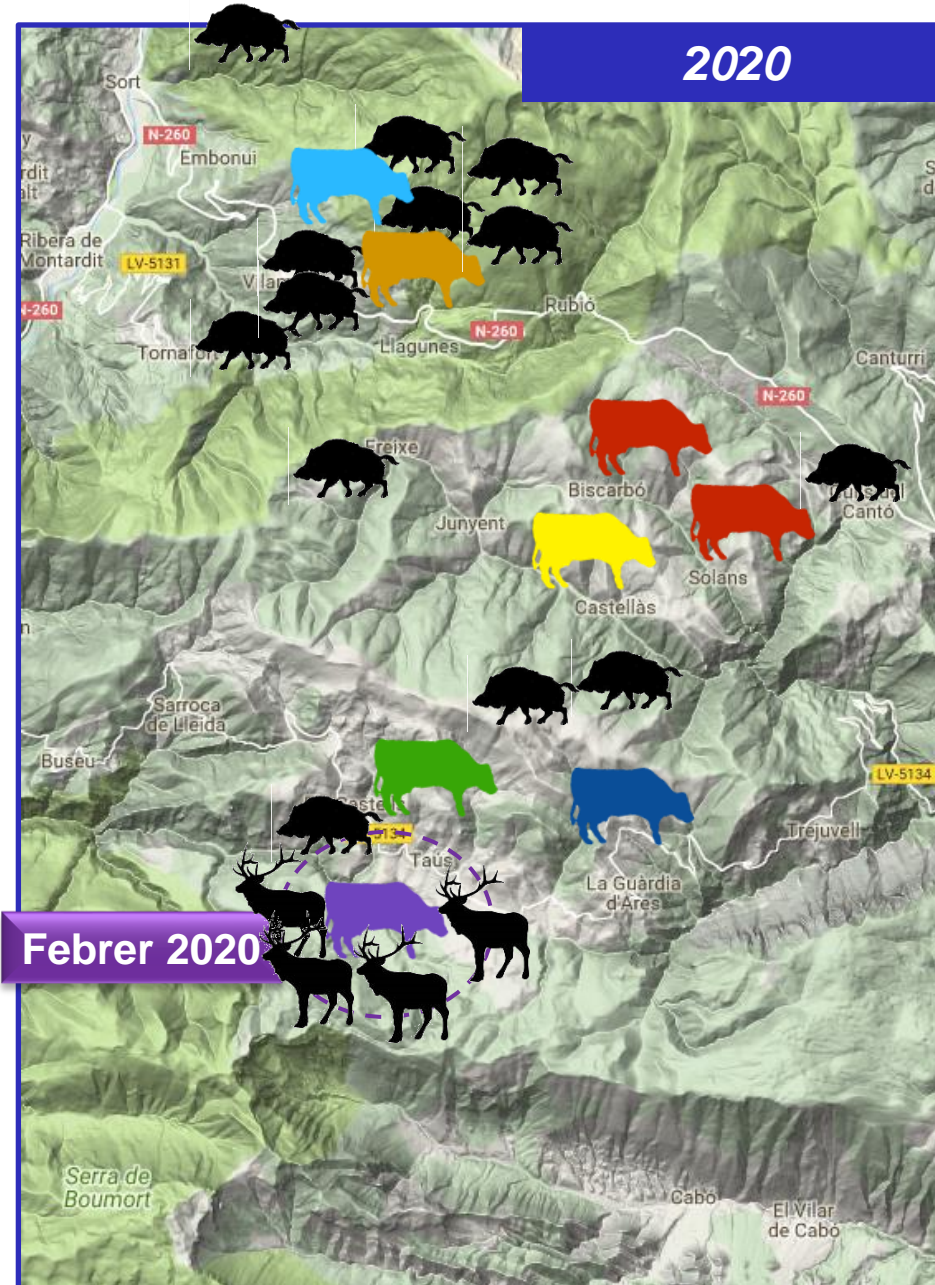 2020
Sort
N-260
Embonui
Ribera de
Montardit
LV-5131
N-260
Rubió
N-260
Llagunes
Canturri
N-260
Freixe
Biscarbó
Cantó
Junyent
Solans
Castellàs
Sarroca
de Lleida
Buseu
LV-5134
Trejuvell
Taús
La Guàrdia
d'Ares
Febrer 2020
Serra de
Boumort
Cabó
El Vilar
de Cabó